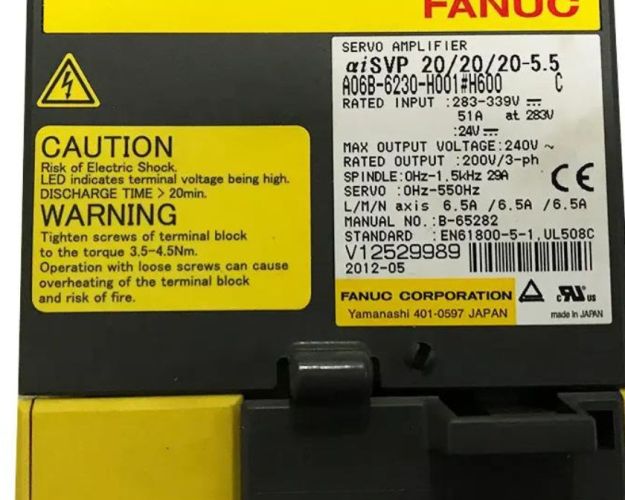 FANUC
SERVO AMPLIFIER
αiSVP 20/20/20-5.5
A06B-6230-H001#H600 C
RATED INPUT :283-339V ⎓
51A at 283V
:24V ⎓
MAX OUTPUT VOLTAGE:240V ~
RATED OUTPUT :200V/3-ph
SPINDLE:0Hz-1.5kHz 29A
CE
SERVO :0Hz-550Hz
L/M/N axis 6.5A /6.5A /6.5A
MANUAL NO.:B-65282
STANDARD :EN61800-5-1,UL508C
V12529989
2012-05
FANUC CORPORATION
Yamanashi 401-0597 JAPAN
c RU us
made in JAPAN
CAUTION
Risk of Electric Shock.
LED indicates terminal voltage being high.
DISCHARGE TIME > 20min.
WARNING
Tighten screws of terminal block
to the torque 3.5-4.5Nm.
Operation with loose screws can cause
overheating of the terminal block
and risk of fire.